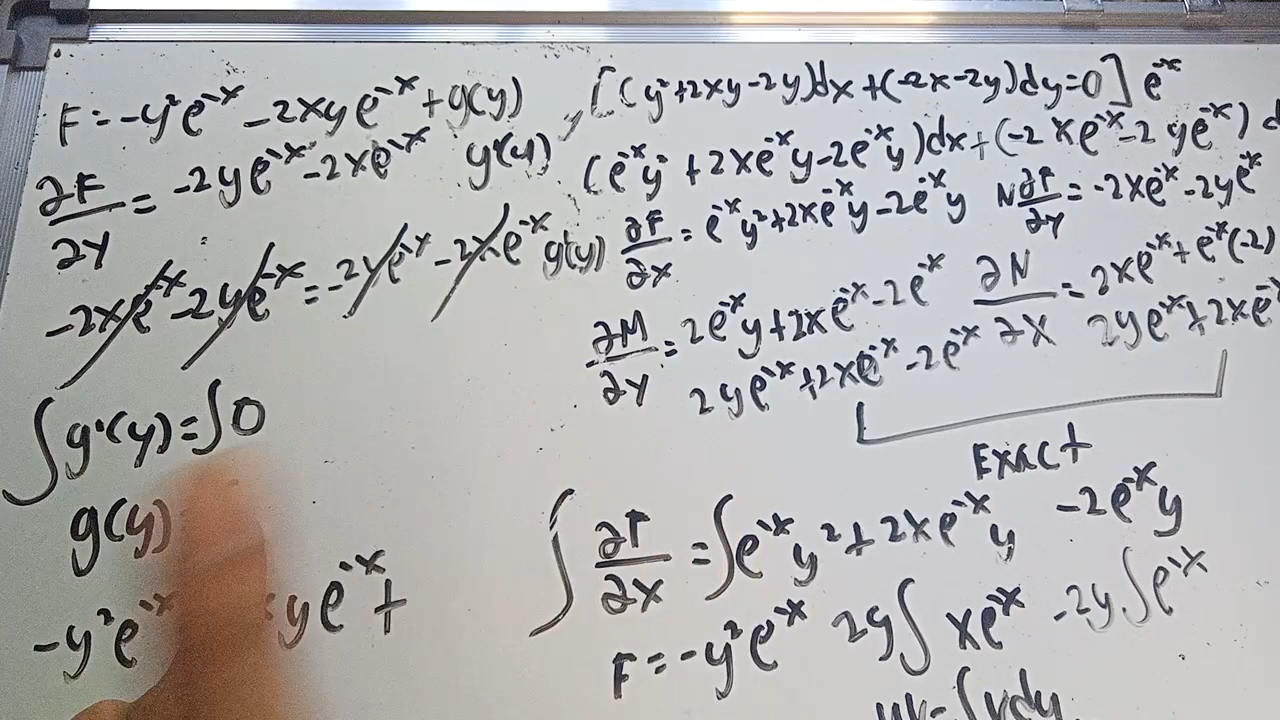 F=-y²e^-x -2xye^-x+g(y)
∂F/∂y = -2ye^-x-2xe^-x g'(y)
-2xe^-x-2ye^-x=-2ye^-x-2xe^-x g'(y)
∫g'(y)=∫0
g(y)
-y²e^-x ye^-x+
[(y²+2xy-2y)dx+(-2x-2y)dy=0] e^-x
(e^-x y²+2xe^-x y-2e^-x y)dx+(-2xe^-x-2ye^-x)
∂F/∂x = e^-x y²+2xe^-x y-2e^-x y N ∂F/∂y = -2xe^-x-2ye^-x
∂M/∂y = 2e^-x y+2xe^-x-2e^-x ∂N/∂x = 2xe^-x+e^-x(-2)
2ye^-x+2xe^-x-2e^-x 2ye^-x+2xe^-x
Exact
∫ ∂F/∂x = ∫e^-x y²+2xe^-x y -2e^-x y
F=-y²e^-x 2y∫xe^-x -2y∫e^-x